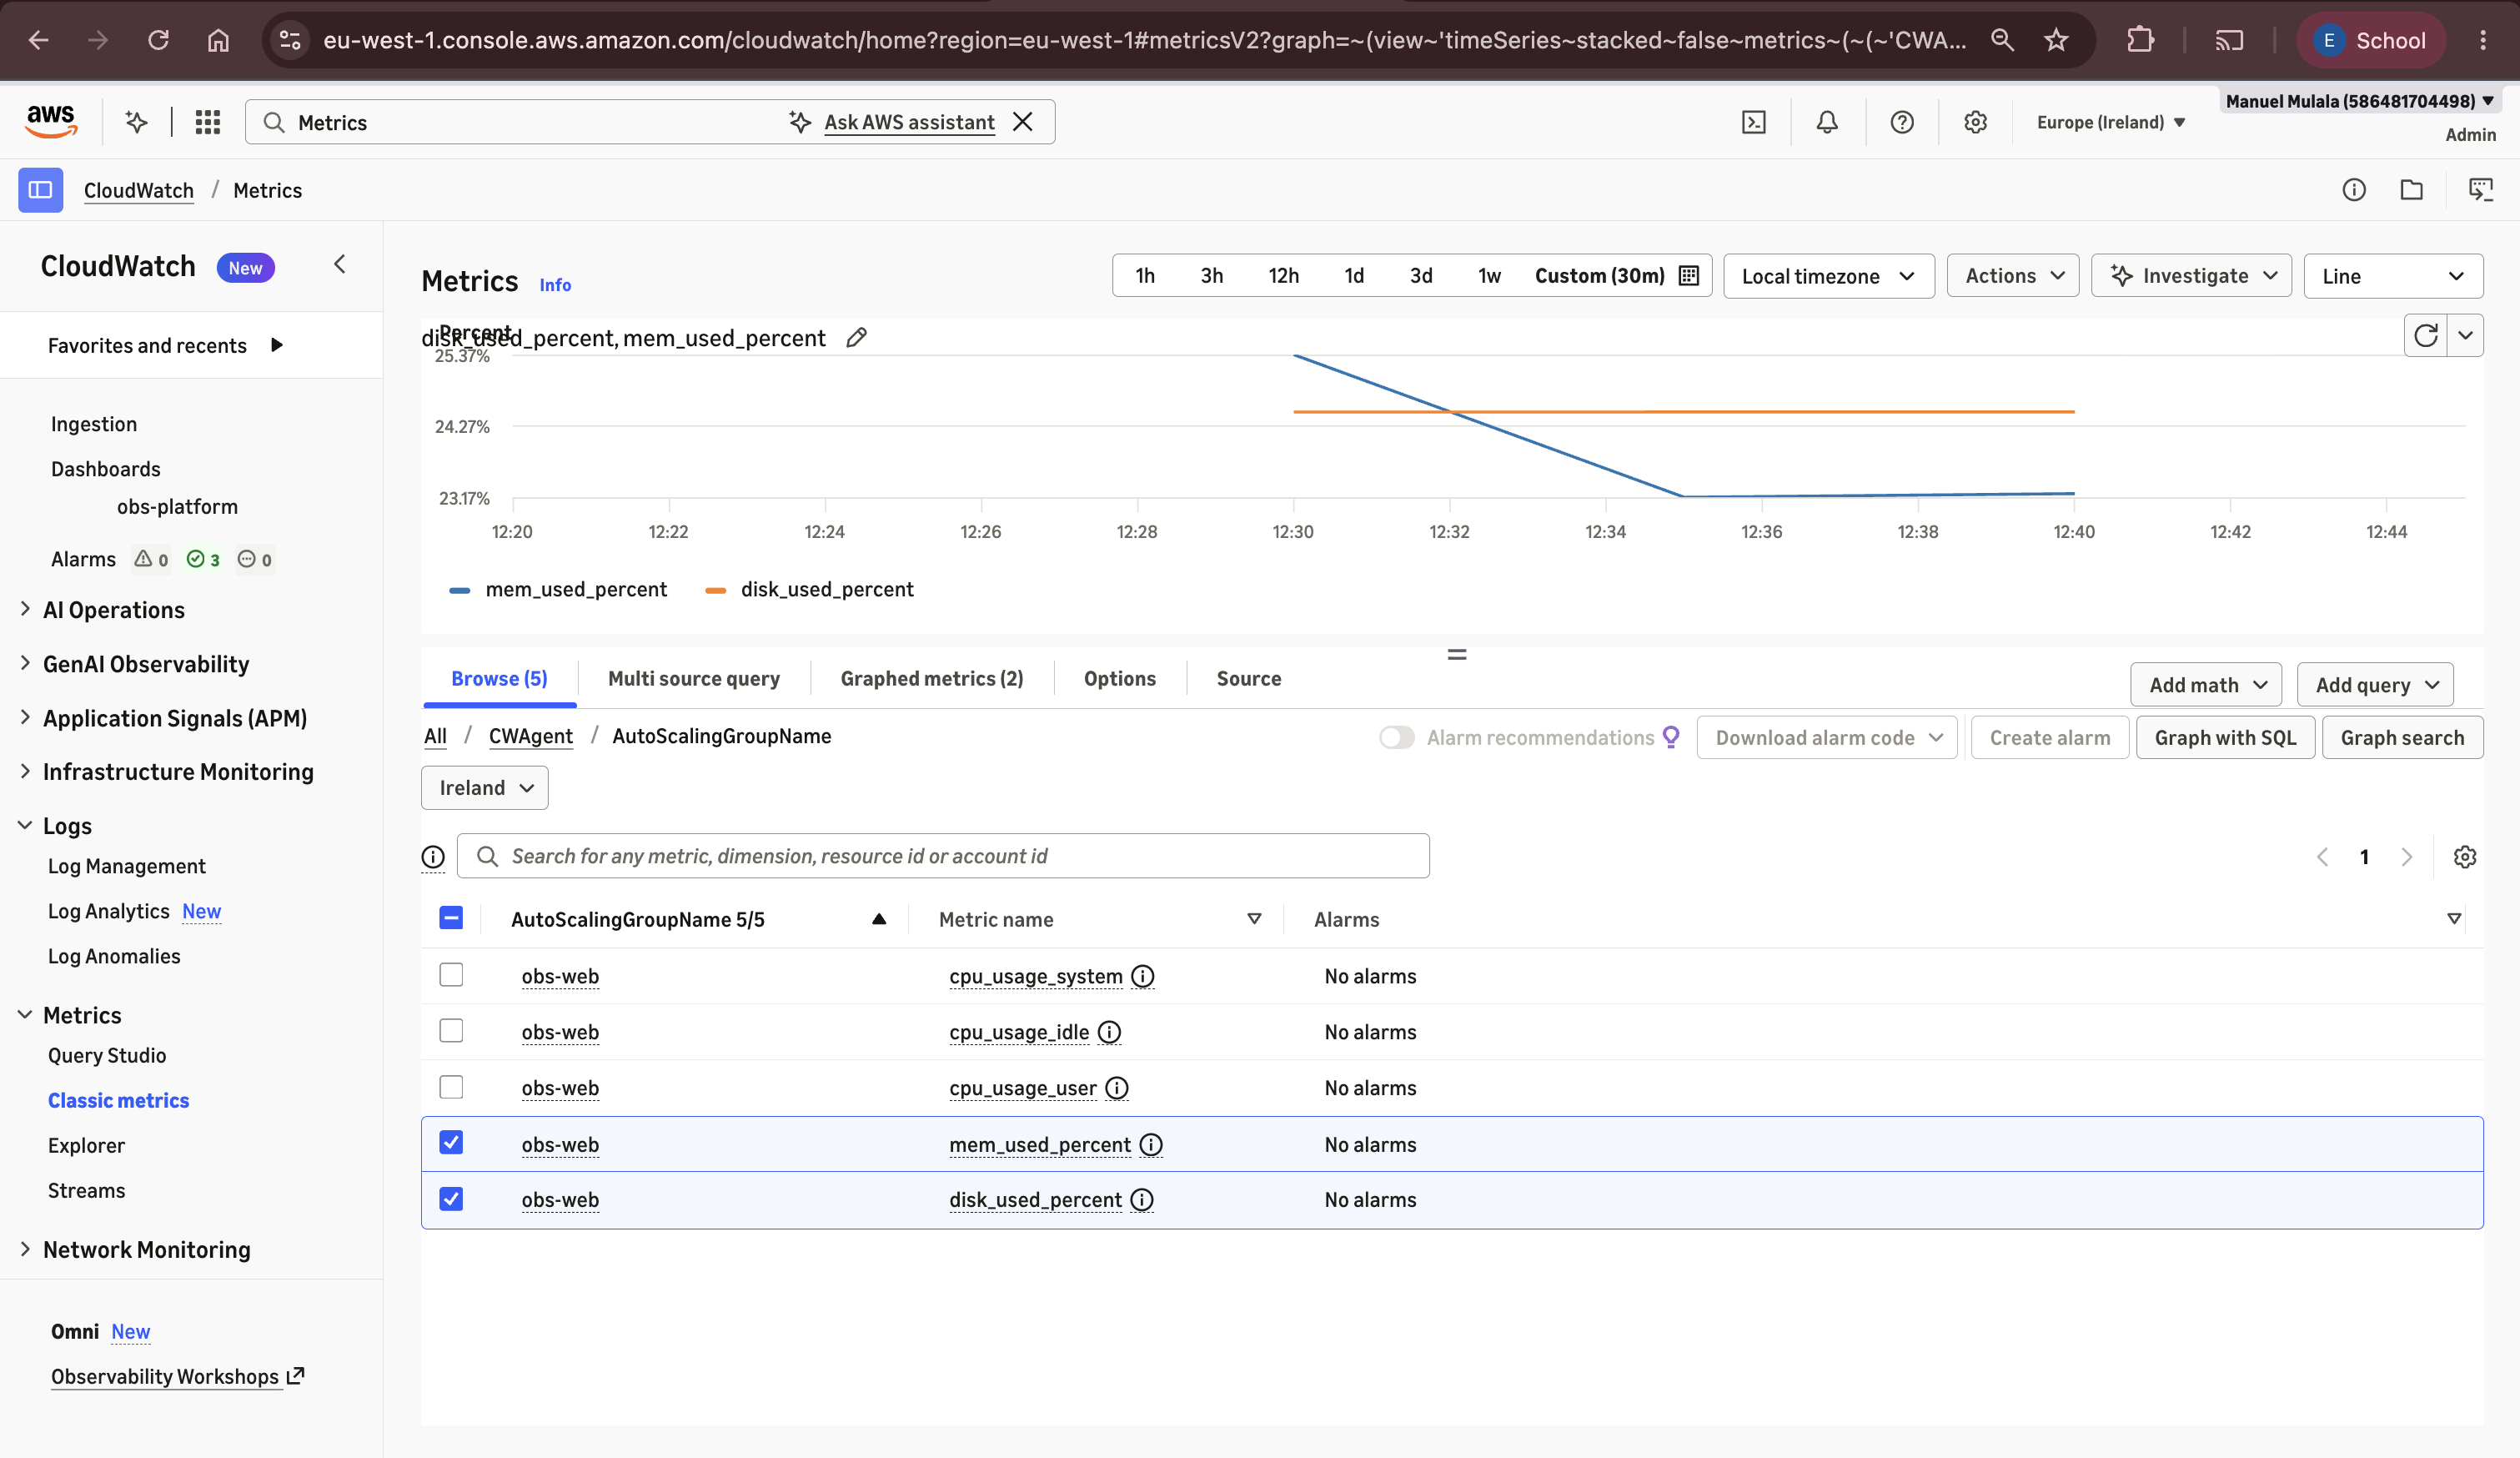 eu-west-1.console.aws.amazon.com/cloudwatch/home?region=eu-west-1#metricsV2?graph=~(view~'timeSeries~stacked~false~metrics~(~(~'CWA...
E School
aws
Metrics
Ask AWS assistant
Europe (Ireland)
Manuel Mulala (586481704498)
Admin
CloudWatch / Metrics
CloudWatch New
Favorites and recents
Ingestion
Dashboards
obs-platform
Alarms 0 3 0
AI Operations
GenAI Observability
Application Signals (APM)
Infrastructure Monitoring
Logs
Log Management
Log Analytics New
Log Anomalies
Metrics
Query Studio
Classic metrics
Explorer
Streams
Network Monitoring
Omni New
Observability Workshops
Metrics Info
1h 3h 12h 1d 3d 1w Custom (30m)
Local timezone
Actions
Investigate
Line
Percent
disk_used_percent, mem_used_percent
25.37%
24.27%
23.17%
12:20 12:22 12:24 12:26 12:28 12:30 12:32 12:34 12:36 12:38 12:40 12:42 12:44
mem_used_percent disk_used_percent
Browse (5) Multi source query Graphed metrics (2) Options Source
Add math Add query
All / CWAgent / AutoScalingGroupName
Alarm recommendations Download alarm code Create alarm Graph with SQL Graph search
Ireland
Search for any metric, dimension, resource id or account id
1
AutoScalingGroupName 5/5 Metric name Alarms
obs-web cpu_usage_system No alarms
obs-web cpu_usage_idle No alarms
obs-web cpu_usage_user No alarms
obs-web mem_used_percent No alarms
obs-web disk_used_percent No alarms